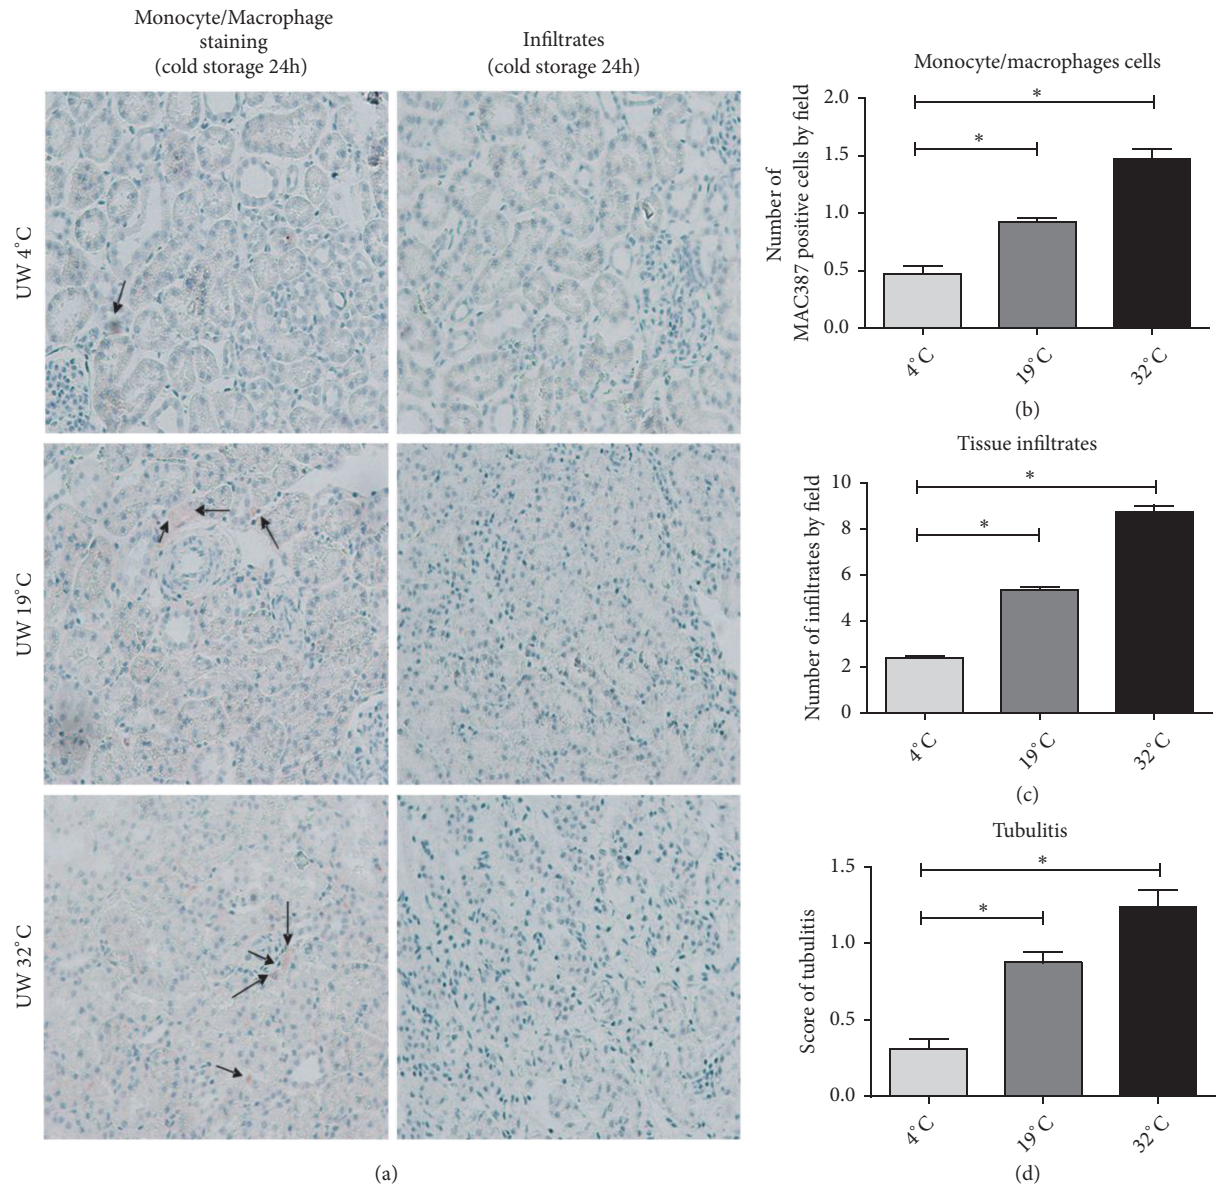 Monocyte/Macrophage
staining
(cold storage 24h)
Infiltrates
(cold storage 24h)
UW 4°C
UW 19°C
UW 32°C
(a)
Monocyte/macrophages cells
Number of
MAC387 positive cells by field
2.0
1.5
1.0
0.5
0.0
*
*
4°C
19°C
32°C
(b)
Tissue infiltrates
Number of infiltrates by field
10
8
6
4
2
0
*
*
4°C
19°C
32°C
(c)
Tubulitis
Score of tubulitis
1.5
1.0
0.5
0.0
*
*
4°C
19°C
32°C
(d)